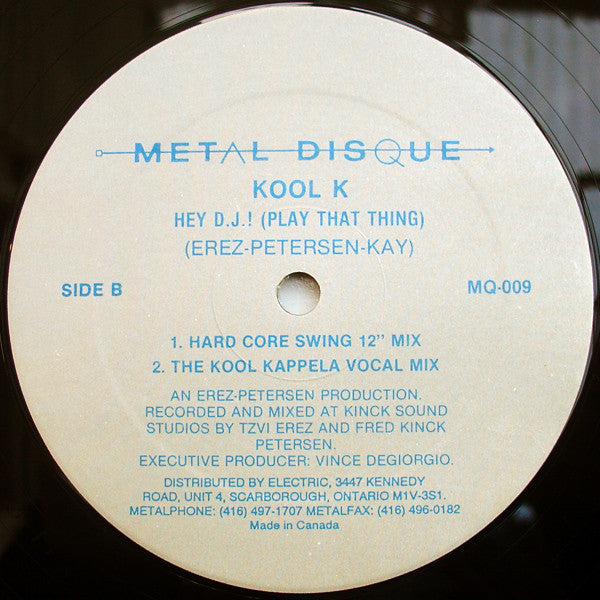 METAL DISQUE
KOOL K
HEY D.J.! (PLAY THAT THING)
(EREZ-PETERSEN-KAY)
SIDE B
MQ-009
1. HARD CORE SWING 12” MIX
2. THE KOOL KAPPELA VOCAL MIX
AN EREZ-PETERSEN PRODUCTION.
RECORDED AND MIXED AT KINCK SOUND
STUDIOS BY TZVI EREZ AND FRED KINCK
PETERSEN.
EXECUTIVE PRODUCER: VINCE DEGIORGIO.
DISTRIBUTED BY ELECTRIC, 3447 KENNEDY
ROAD, UNIT 4, SCARBOROUGH, ONTARIO M1V-3S1.
METALPHONE: (416) 497-1707 METALFAX: (416) 496-0182
Made in Canada